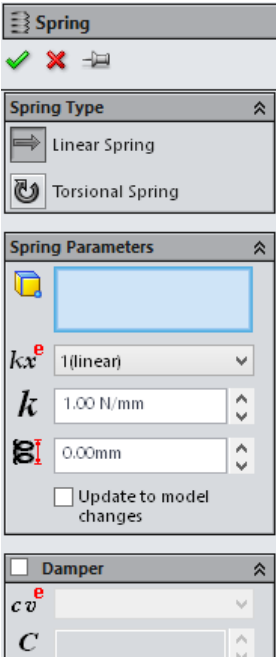 Spring
Spring Type
Linear Spring
Torsional Spring
Spring Parameters
kx^e 1(linear)
k 1.00 N/mm
0.00mm
Update to model
changes
Damper
cv^e
C